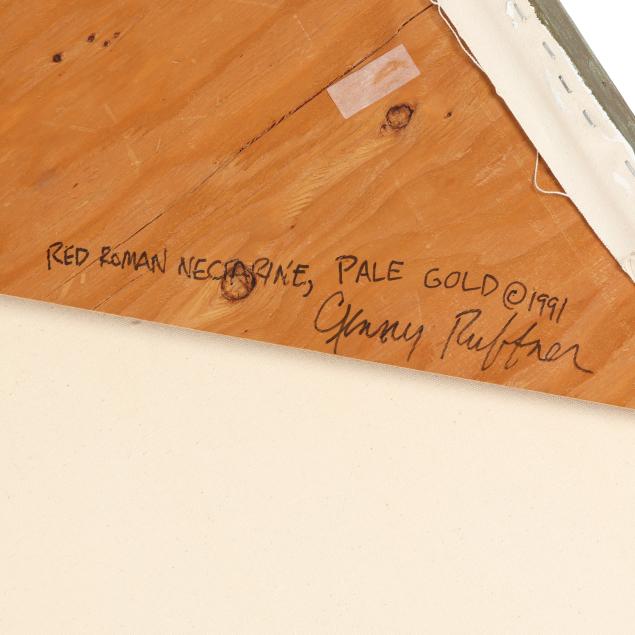 RED ROMAN NECTARINE, PALE GOLD © 1991
Ginny Ruffner